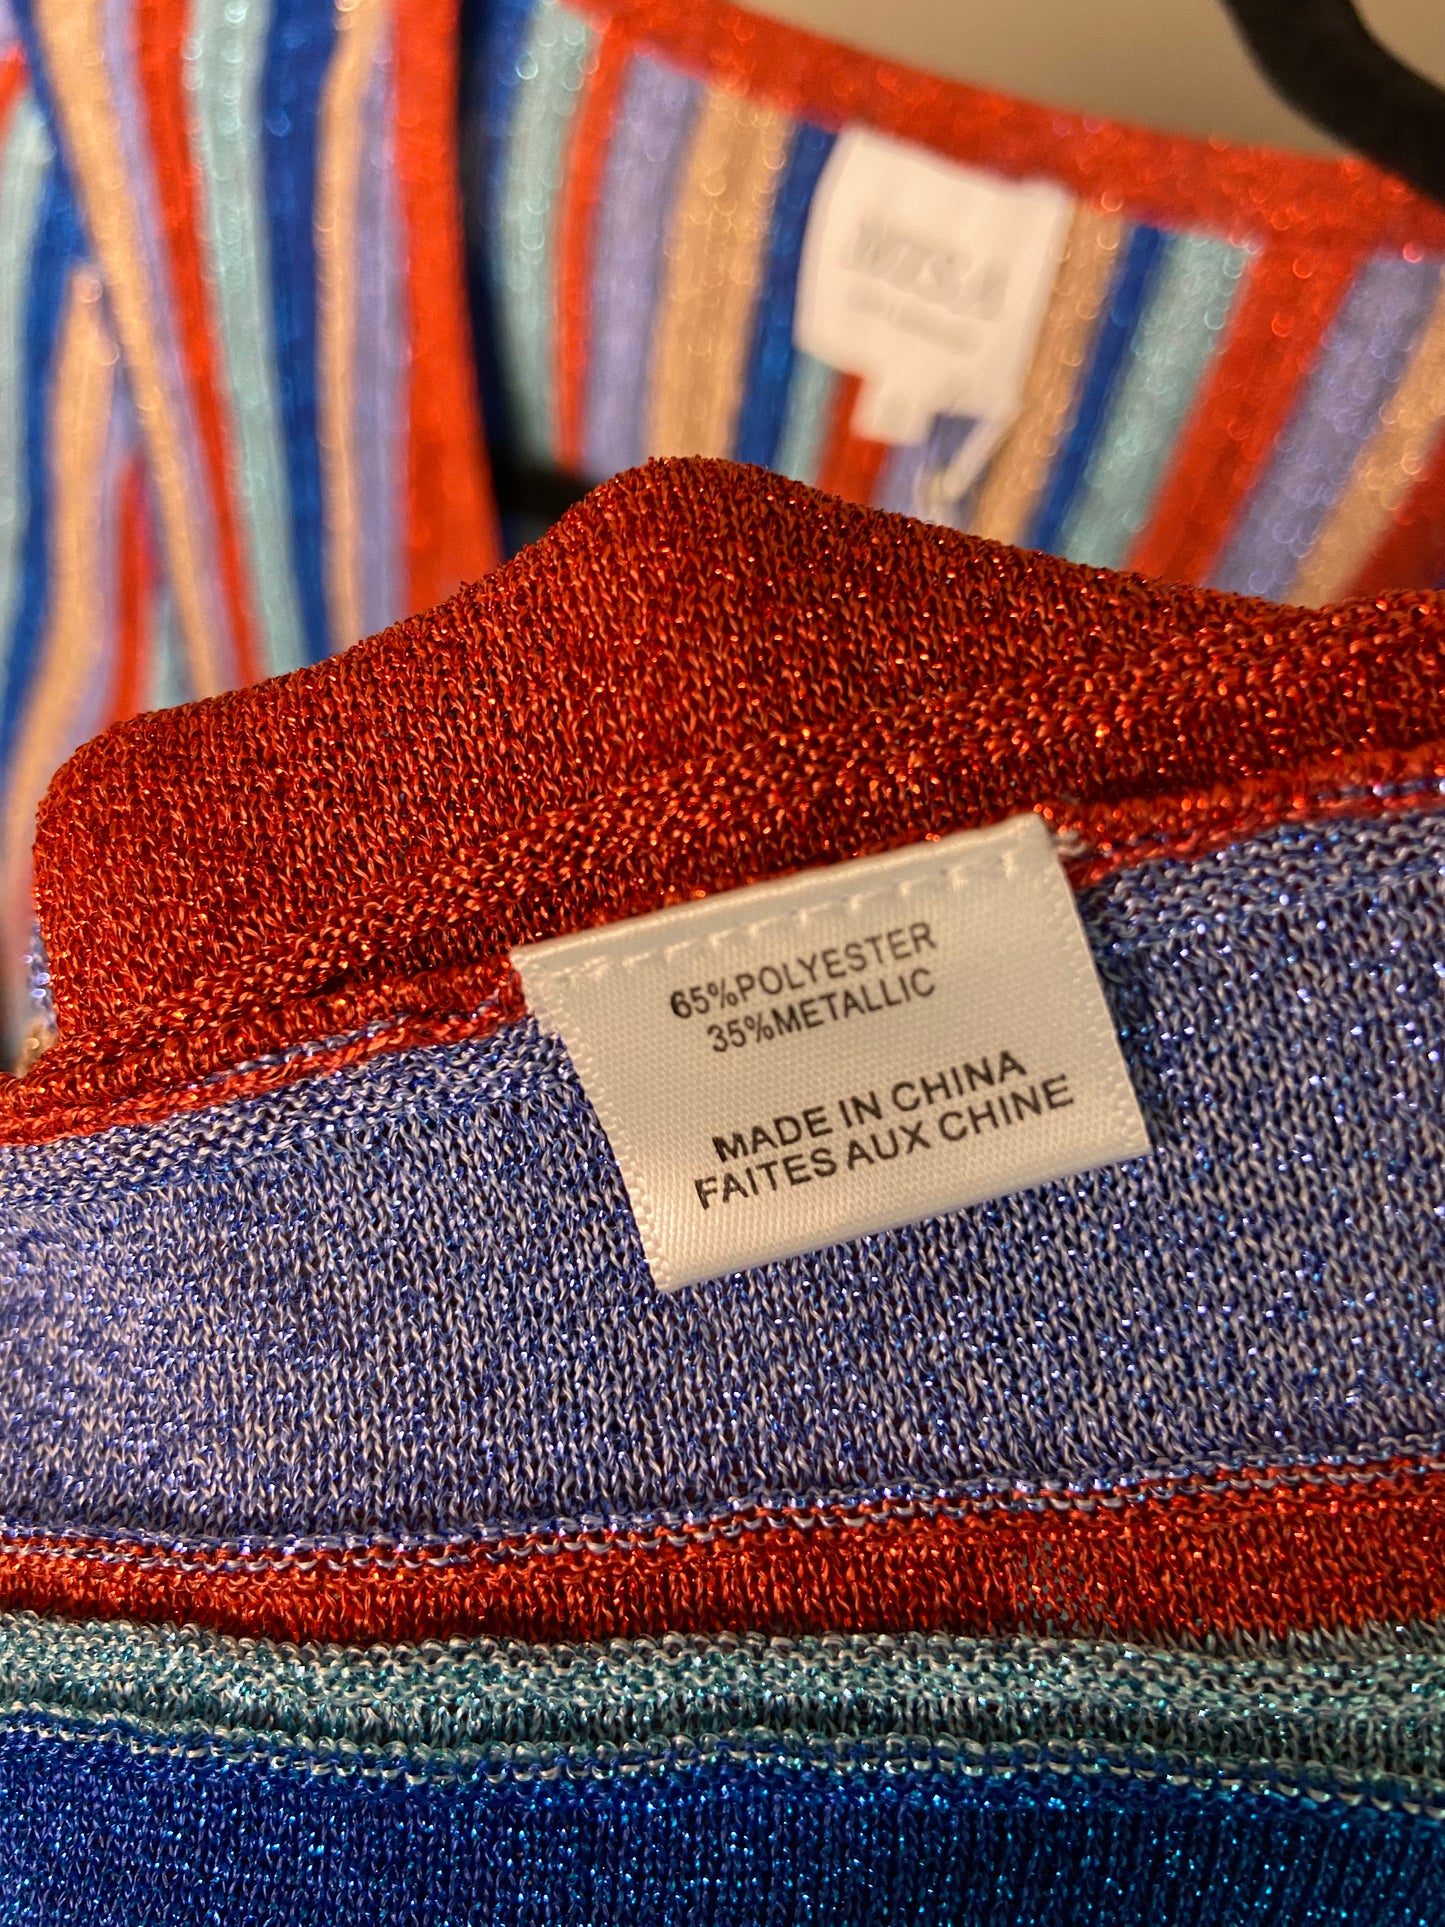 65%POLYESTER
35%METALLIC
MADE IN CHINA
FAITES AUX CHINE